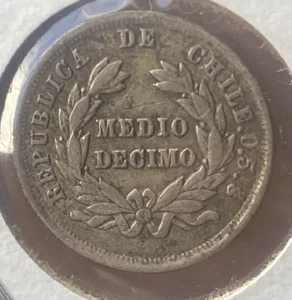 REPUBLICA DE CHILE.0.5.S
MEDIO
DECIMO